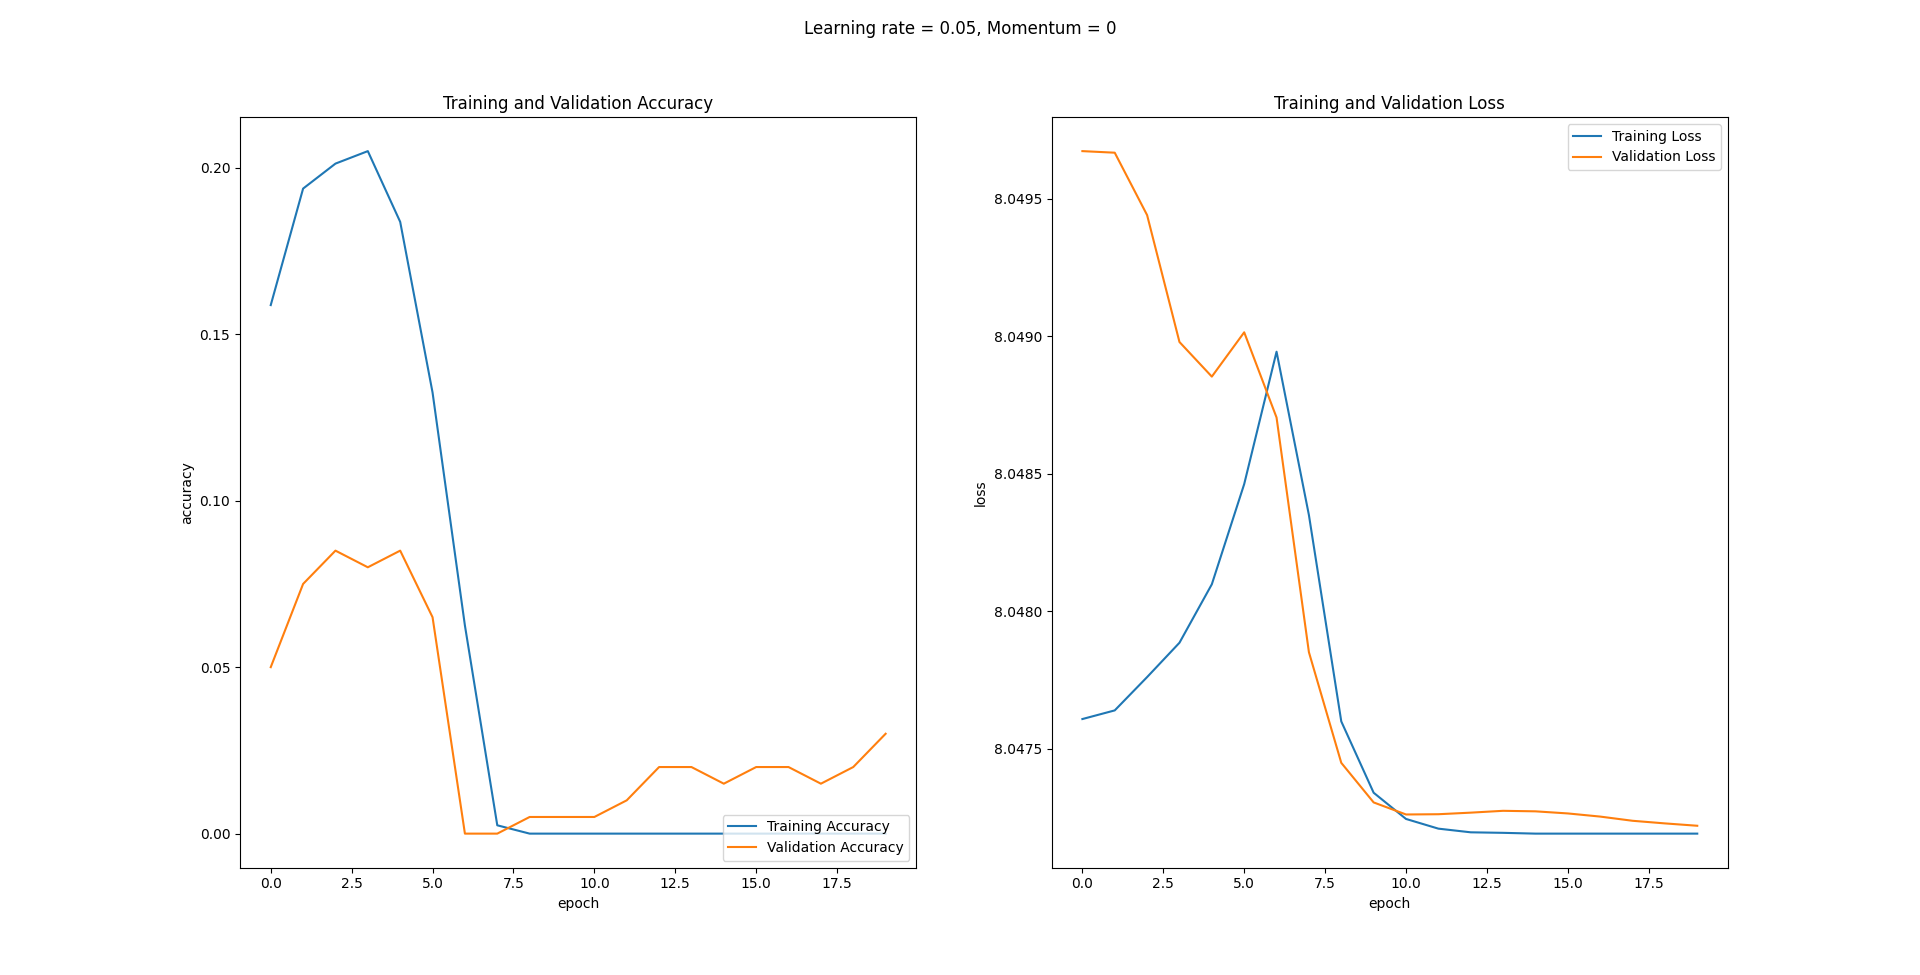 Learning rate = 0.05, Momentum = 0
Training and Validation Accuracy
0.20
0.15
0.10
0.05
0.00
accuracy
0.0 2.5 5.0 7.5 10.0 12.5 15.0 17.5
epoch
Training Accuracy
Validation Accuracy
Training and Validation Loss
Training Loss
Validation Loss
8.0495
8.0490
8.0485
8.0480
8.0475
loss
0.0 2.5 5.0 7.5 10.0 12.5 15.0 17.5
epoch